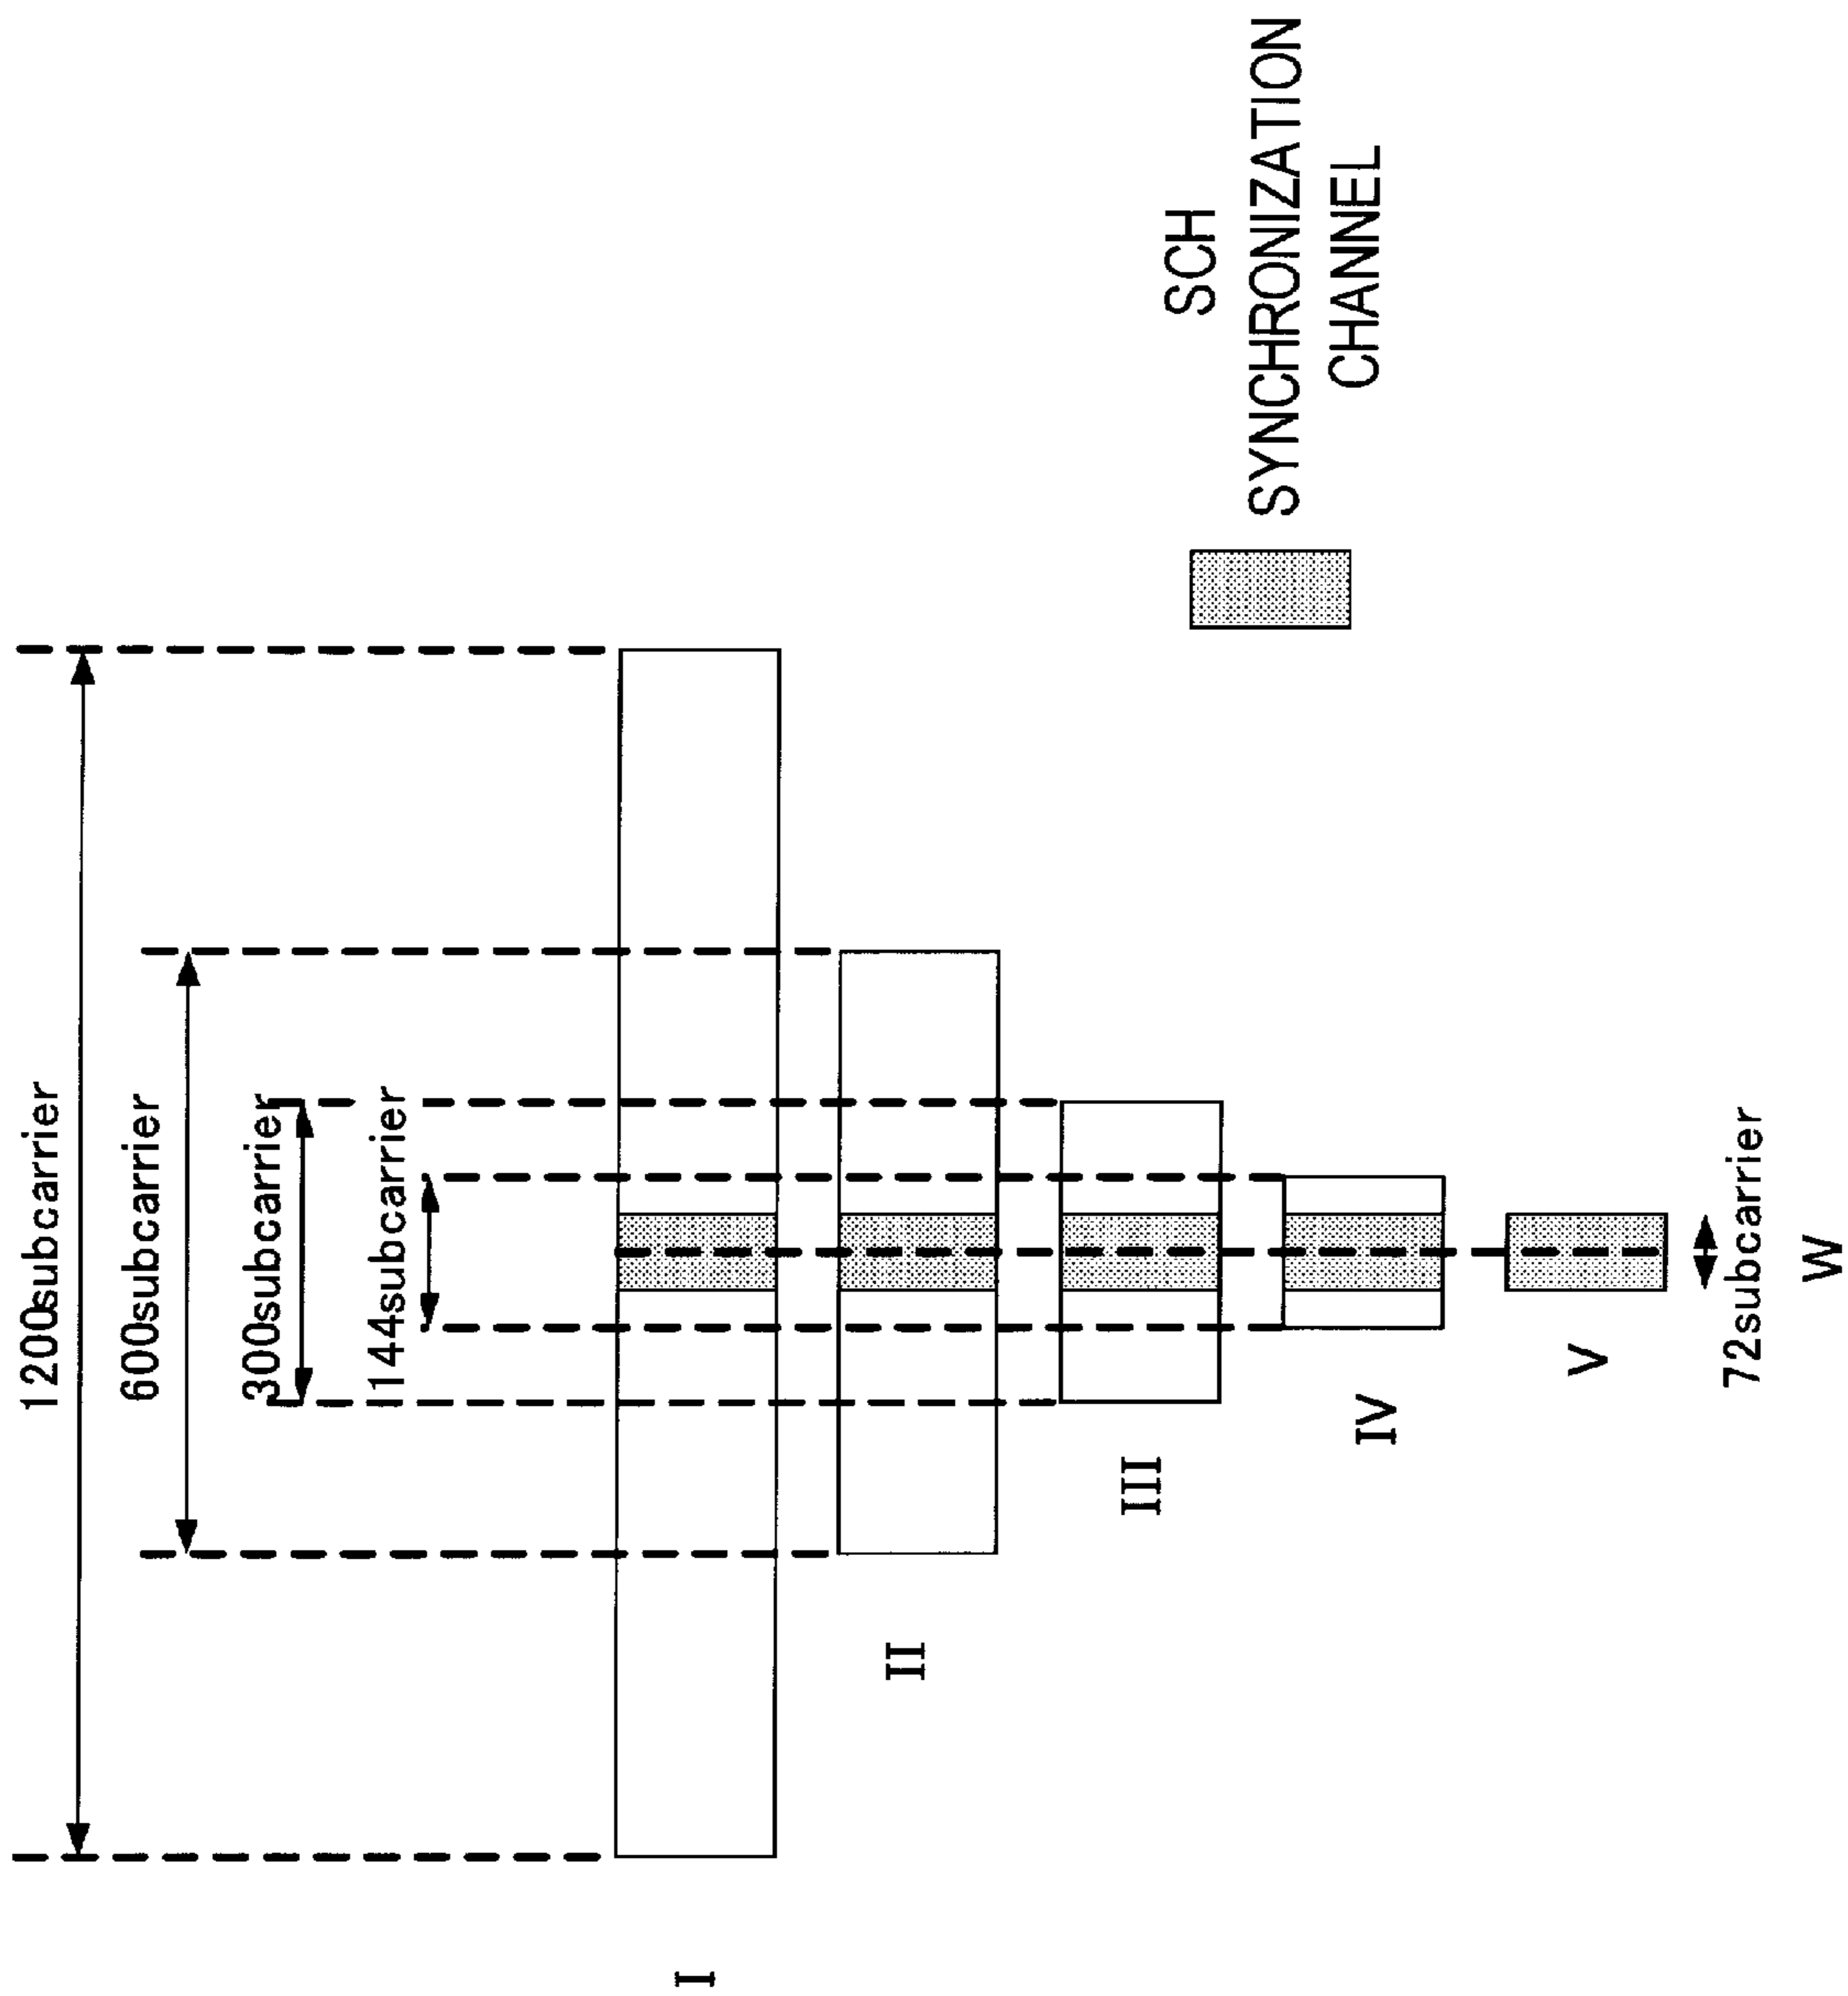 1200subcarrier
600subcarrier
300subcarrier
144subcarrier
I
II
III
IV
V
72subcarrier
W
SCH
SYNCHRONIZATION
CHANNEL